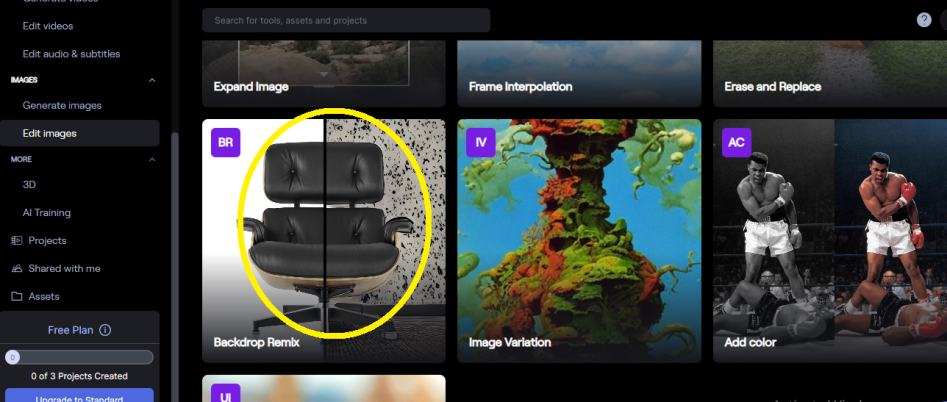 Search for tools, assets and projects
?
Edit videos
Edit audio & subtitles
IMAGES
Generate images
Edit images
MORE
3D
AI Training
Projects
Shared with me
Assets
Free Plan
0
0 of 3 Projects Created
Upgrade to Standard
Expand Image
Frame Interpolation
Erase and Replace
BR
Backdrop Remix
IV
Image Variation
AC
Add color
UI